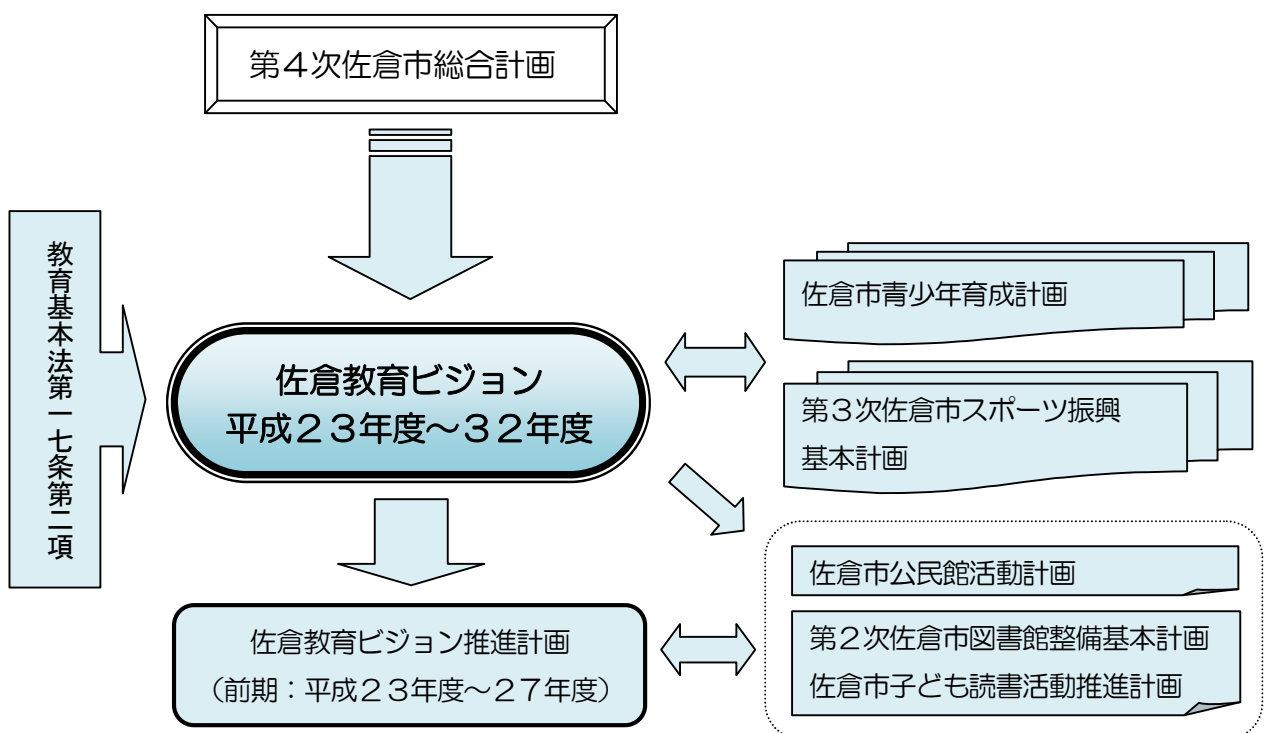 第４次佐倉市総合計画
教育基本法第一七条第二項
佐倉教育ビジョン
平成２３年度～３２年度
佐倉市青少年育成計画
第３次佐倉市スポーツ振興
基本計画
佐倉市公民館活動計画
第２次佐倉市図書館整備基本計画
佐倉市子ども読書活動推進計画
佐倉教育ビジョン推進計画
（前期：平成２３年度～２７年度）